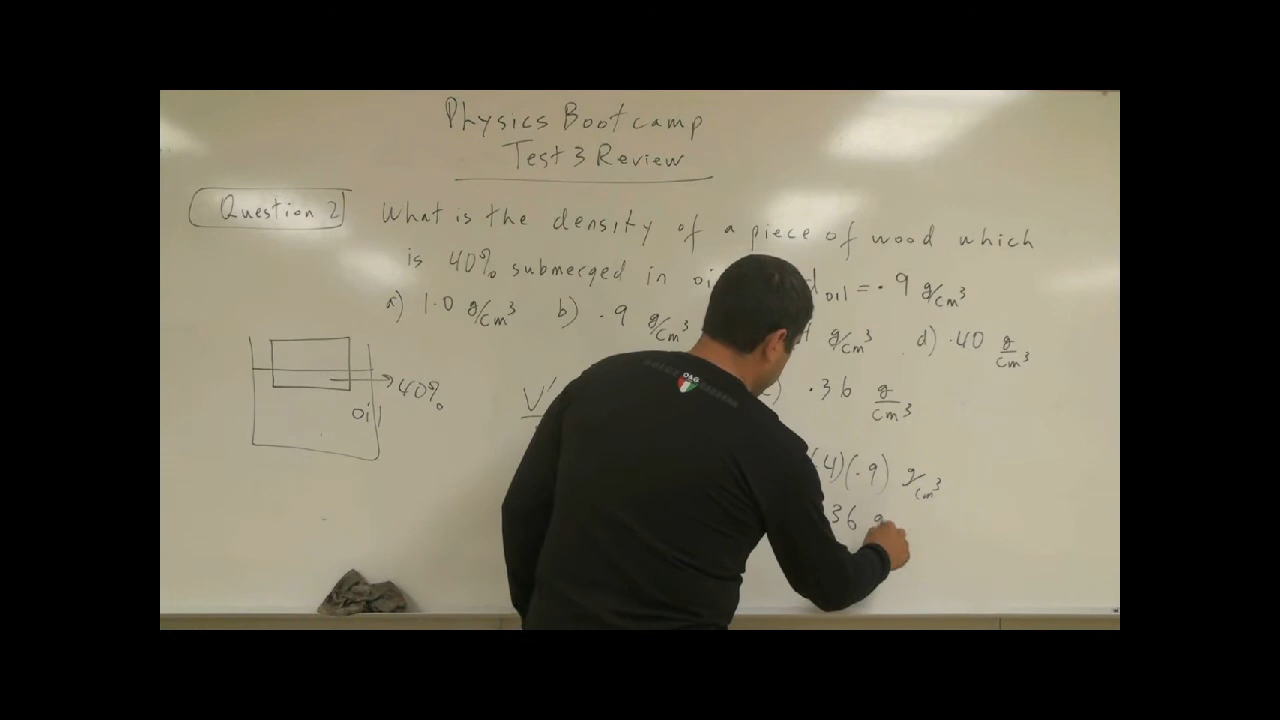 Physics Bootcamp
Test 3 Review
Question 2 What is the density of a piece of wood which
is 40% submerged in oil = .9 g/cm³
a) 1.0 g/cm³ b) .9 g/cm³ g/cm³ d) .40 g/cm³
.36 g/cm³
40%
oil
V'
(.4)(.9) g/cm³
.36 g
OAG